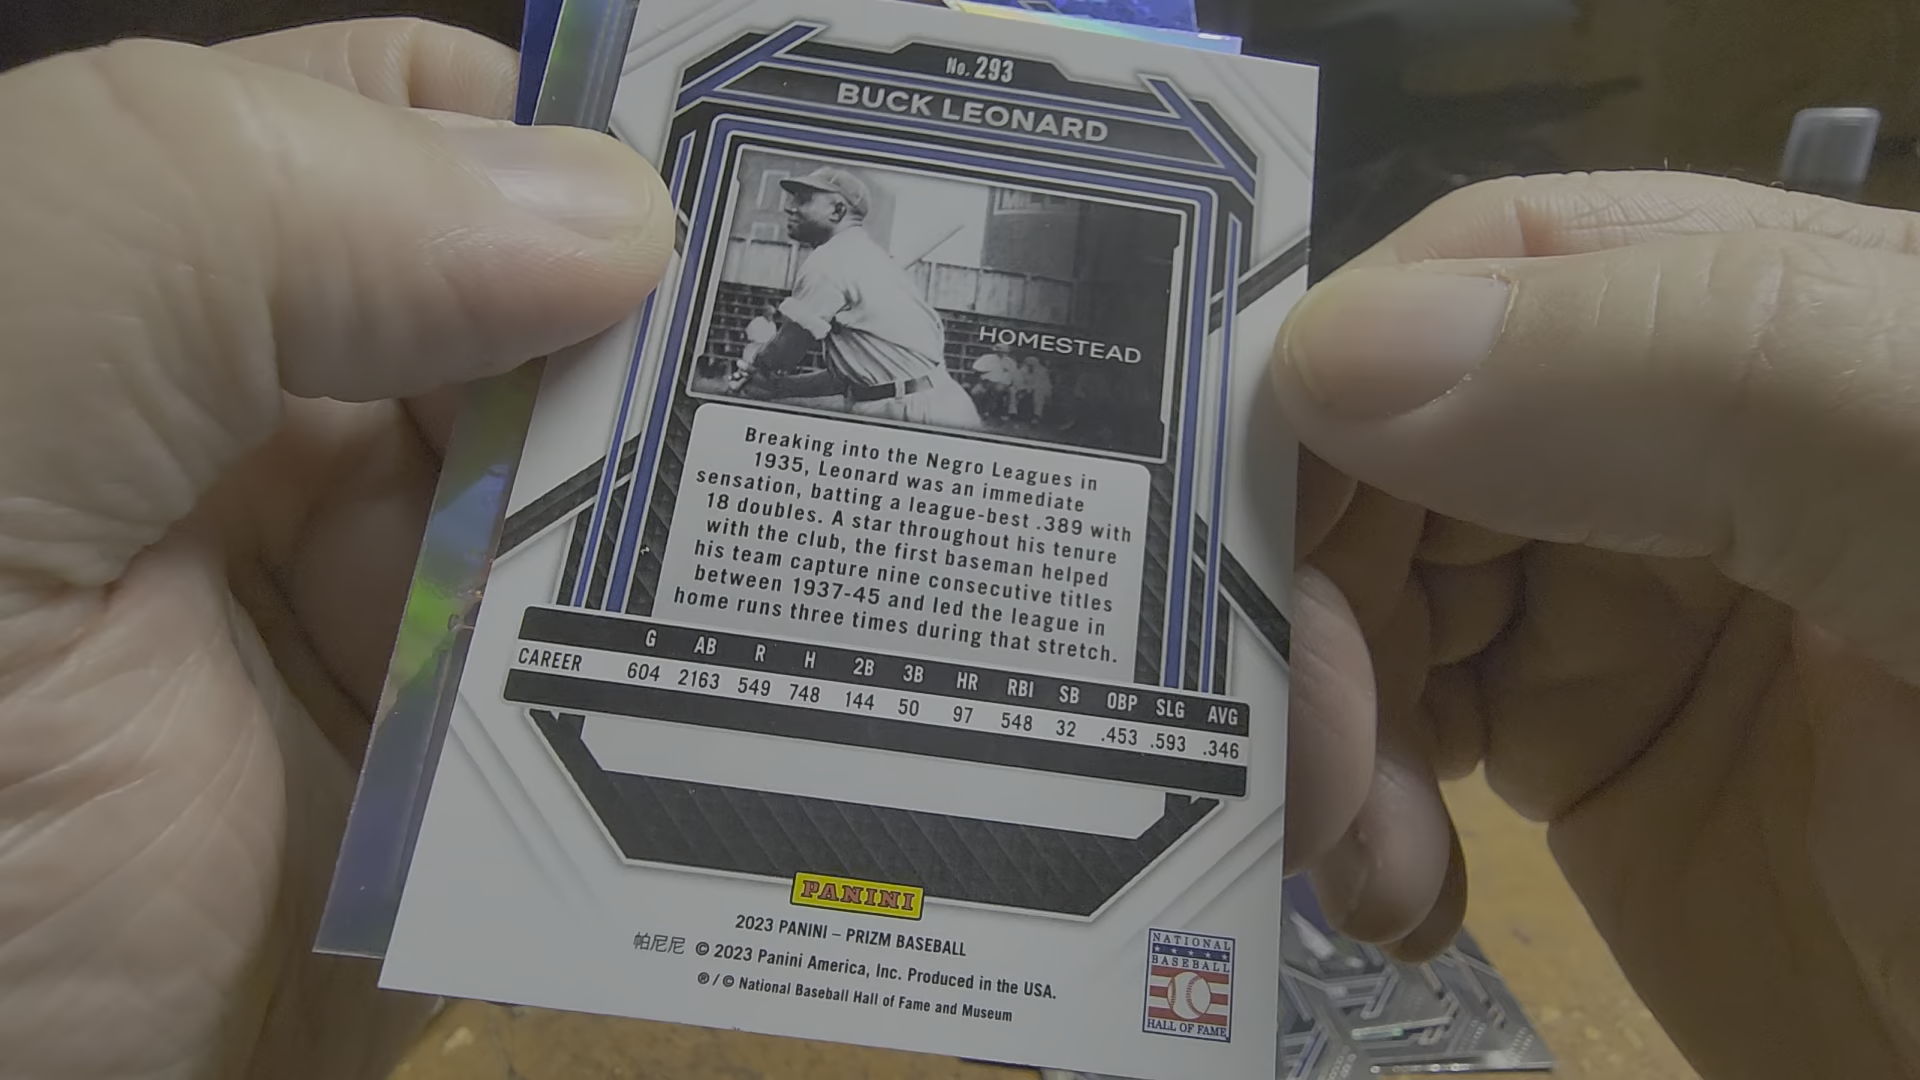 No. 293
BUCK LEONARD
HOMESTEAD
Breaking into the Negro Leagues in
1935, Leonard was an immediate
sensation, batting a league-best .389 with
18 doubles. A star throughout his tenure
with the club, the first baseman helped
his team capture nine consecutive titles
between 1937-45 and led the league in
home runs three times during that stretch.
G AB R H 2B 3B HR RBI SB OBP SLG AVG
CAREER 604 2163 549 748 144 50 97 548 32 .453 .593 .346
PANINI
2023 PANINI – PRIZM BASEBALL
帕尼尼 © 2023 Panini America, Inc. Produced in the USA.
® / © National Baseball Hall of Fame and Museum
NATIONAL
BASEBALL
HALL OF FAME